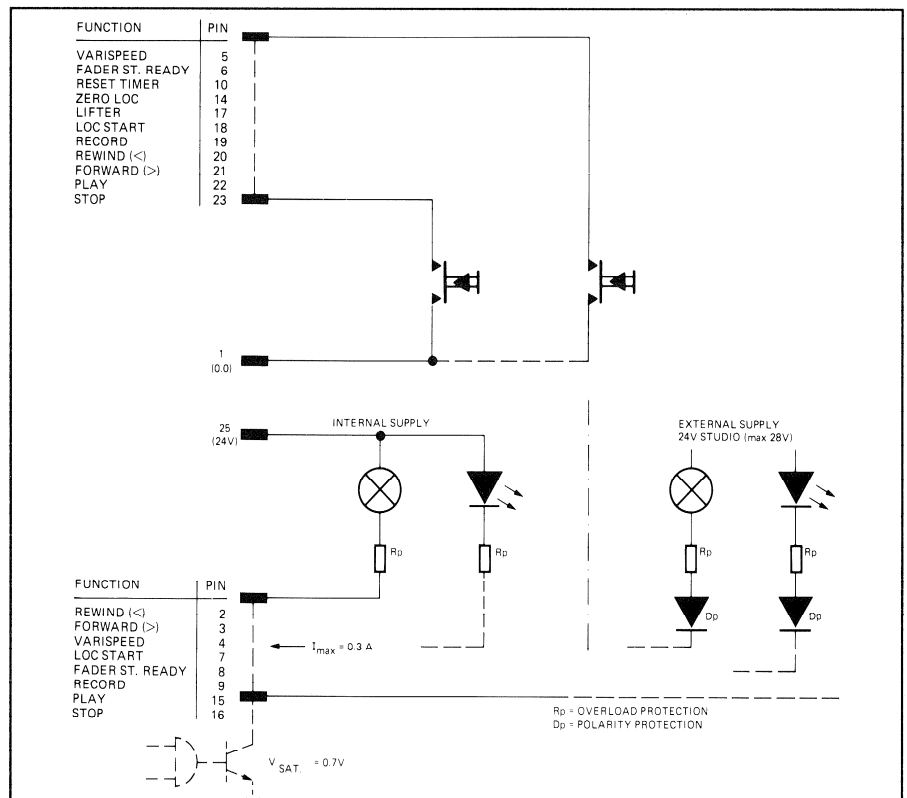 FUNCTION PIN
VARISPEED 5
FADER ST. READY 6
RESET TIMER 10
ZERO LOC 14
LIFTER 17
LOC START 18
RECORD 19
REWIND (<) 20
FORWARD (>) 21
PLAY 22
STOP 23
1
(0.0)
25
(24V)
INTERNAL SUPPLY
EXTERNAL SUPPLY
24V STUDIO (max 28V)
Rp
Rp
Rp
Rp
Dp
Dp
FUNCTION PIN
REWIND (<) 2
FORWARD (>) 3
VARISPEED 4
LOC START 7
FADER ST. READY 8
RECORD 9
PLAY 15
STOP 16
Imax = 0.3 A
Rp = OVERLOAD PROTECTION
Dp = POLARITY PROTECTION
V SAT. = 0.7V